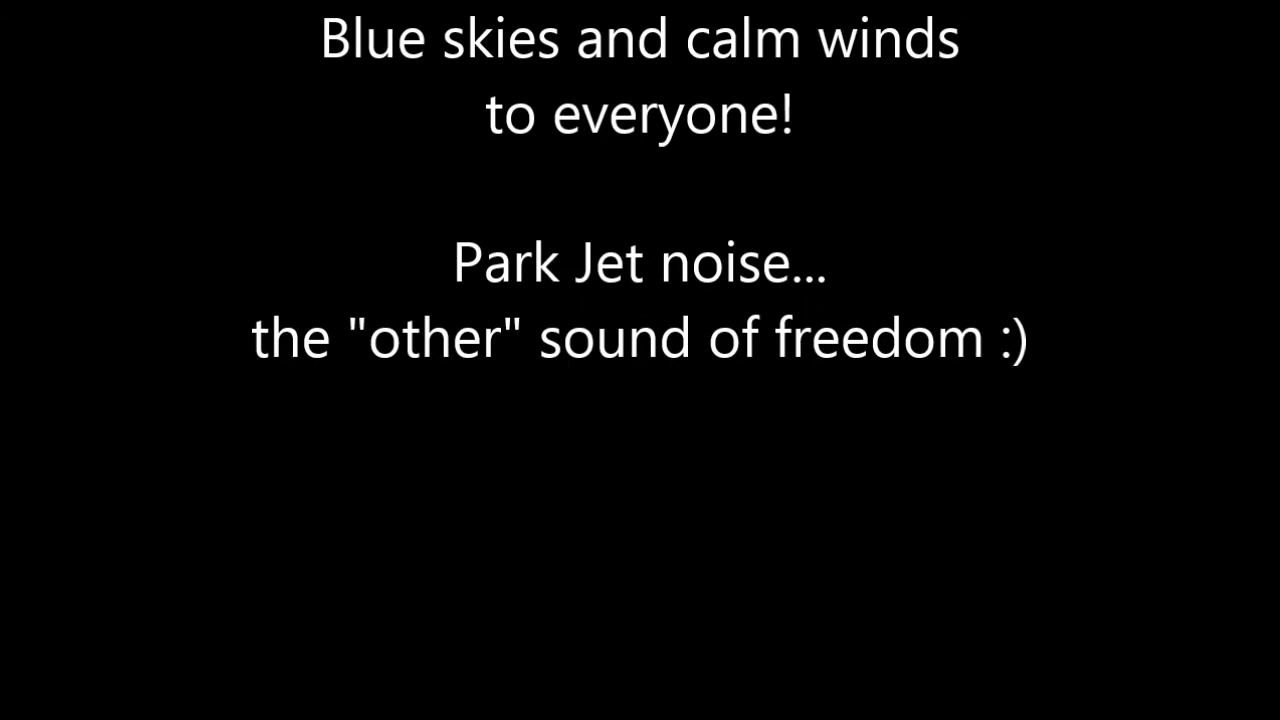 Blue skies and calm winds
to everyone!
Park Jet noise...
the "other" sound of freedom :)